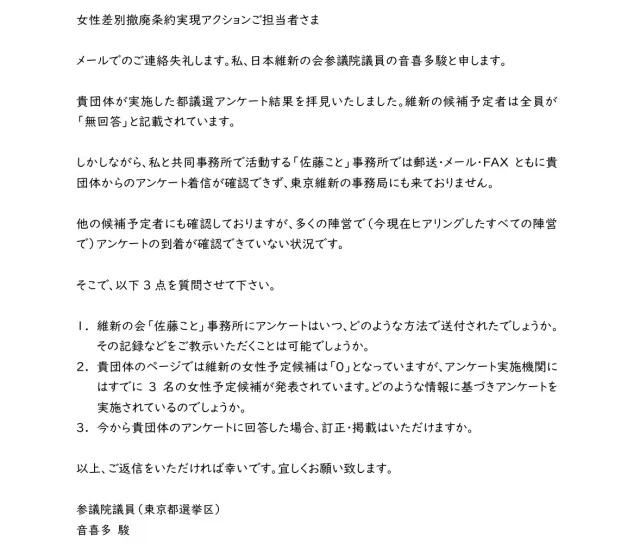 女性差別撤廃条約実現アクションご担当者さま
メールでのご連絡失礼します。私、日本維新の会参議院議員の音喜多駿と申します。
貴団体が実施した都議選アンケート結果を拝見いたしました。維新の候補予定者は全員が
「無回答」と記載されています。
しかしながら、私と共同事務所で活動する「佐藤こと」事務所では郵送・メール・FAX ともに貴
団体からのアンケート着信が確認できず、東京維新の事務局にも来ておりません。
他の候補予定者にも確認しておりますが、多くの陣営で(今現在ヒアリングしたすべての陣営
で)アンケートの到着が確認できていない状況です。
そこで、以下 3 点を質問させて下さい。
1. 維新の会「佐藤こと」事務所にアンケートはいつ、どのような方法で送付されたでしょうか。
その記録などをご教示いただくことは可能でしょうか。
2. 貴団体のページでは維新の女性予定候補は「0」となっていますが、アンケート実施機関に
はすでに 3 名の女性予定候補が発表されています。どのような情報に基づきアンケートを
実施されているのでしょうか。
3. 今から貴団体のアンケートに回答した場合、訂正・掲載はいただけますか。
以上、ご返信をいただければ幸いです。宜しくお願い致します。
参議院議員(東京都選挙区)
音喜多 駿